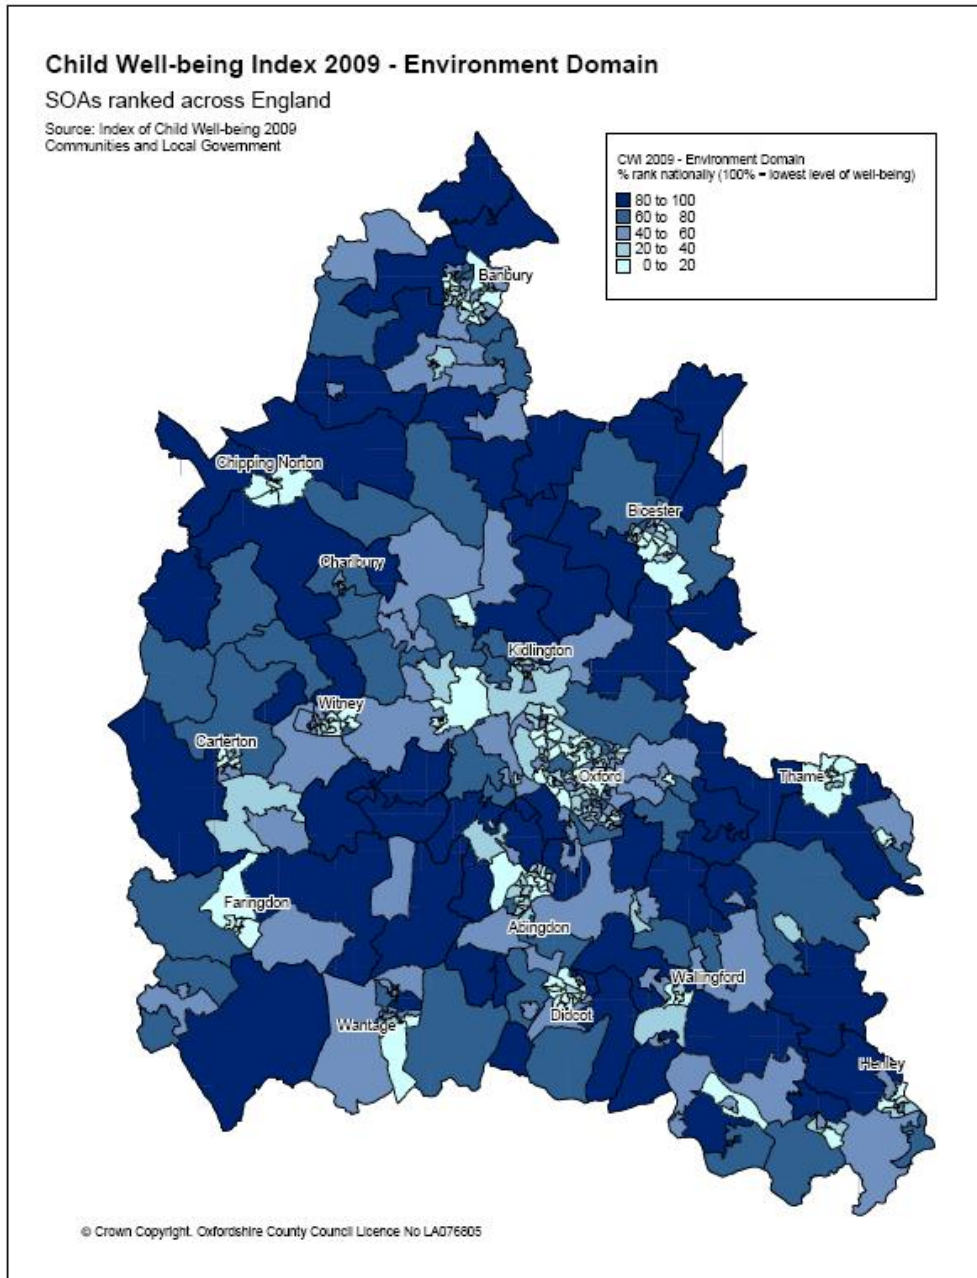 Child Well-being Index 2009 - Environment Domain
SOAs ranked across England
Source: Index of Child Well-being 2009
Communities and Local Government
CWI 2009 - Environment Domain
% rank nationally (100% = lowest level of well-being)
80 to 100
60 to 80
40 to 60
20 to 40
0 to 20
Banbury
Chipping Norton
Bicester
Charlbury
Kidlington
Witney
Carterton
Oxford
Thame
Faringdon
Abingdon
Wallingford
Didcot
Wantage
Henley
© Crown Copyright. Oxfordshire County Council Licence No LA076805